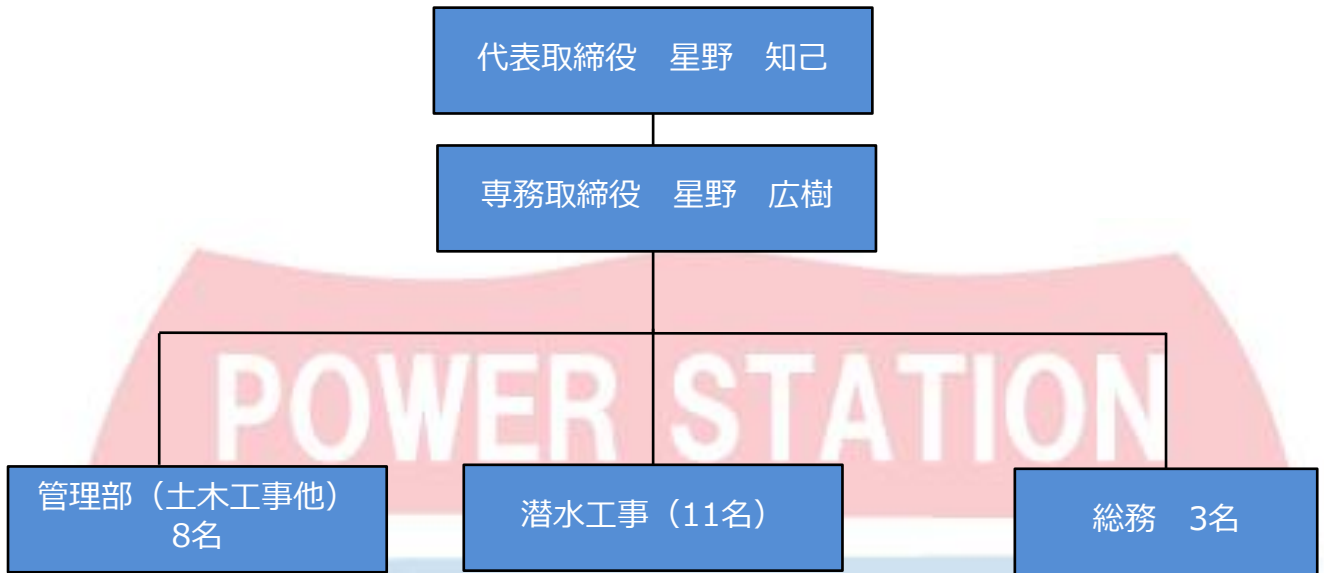 代表取締役　星野　知己
専務取締役　星野　広樹
POWER STATION
管理部（土木工事他）
8名
潜水工事（11名）
総務　3名